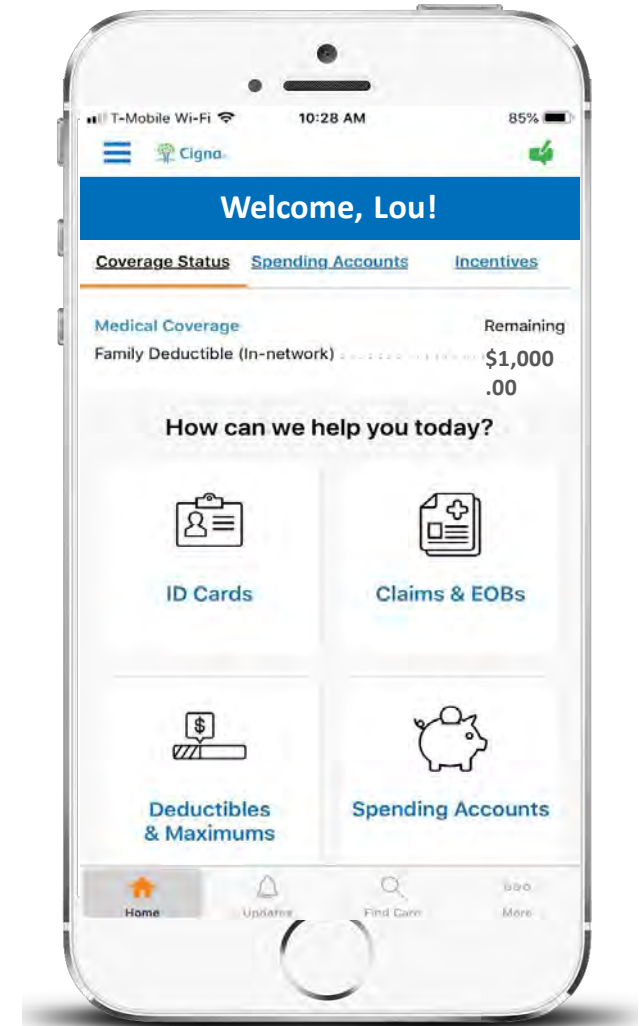 T-Mobile Wi-Fi 10:28 AM 85%
Cigna
Welcome, Lou!
Coverage Status Spending Accounts Incentives
Medical Coverage Remaining
Family Deductible (In-network) $1,000
.00
How can we help you today?
ID Cards Claims & EOBs
$
Deductibles Spending Accounts
& Maximums
Home Updates Find Care More